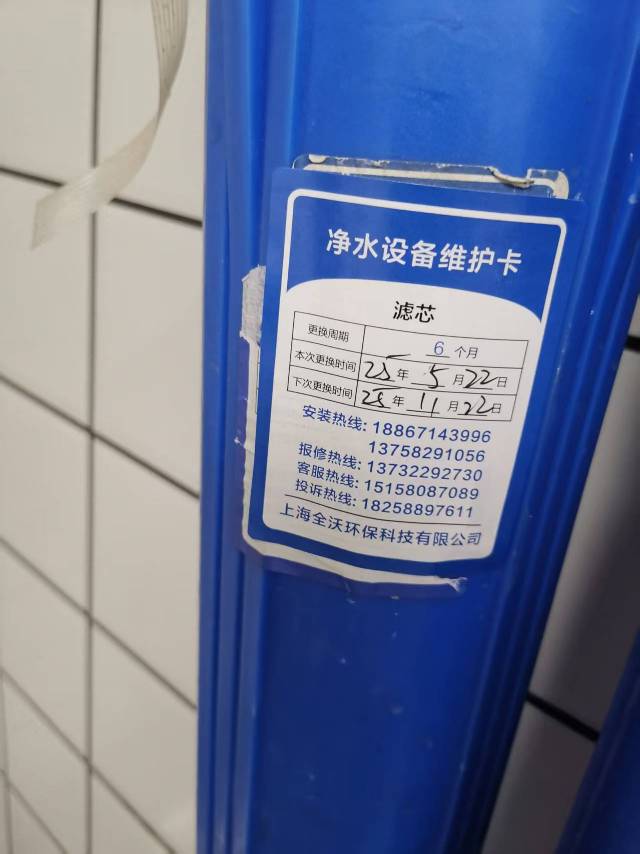 净水设备维护卡
滤芯
更换周期 6 个月
本次更换时间 25 年 5 月 22 日
下次更换时间 25 年 11 月 22 日
安装热线: 18867143996
13758291056
报修热线: 13732292730
客服热线: 15158087089
投诉热线: 18258897611
上海全沃环保科技有限公司